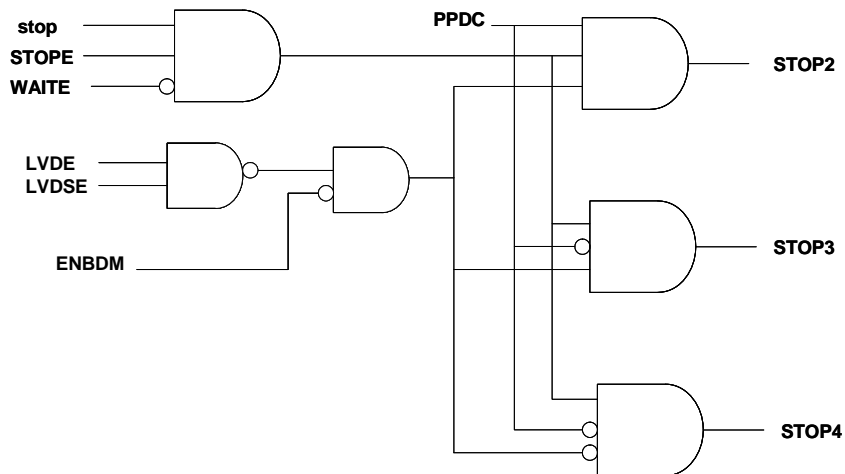 stop
STOPE
WAITE
PPDC
STOP2
LVDE
LVDSE
ENBDM
STOP3
STOP4